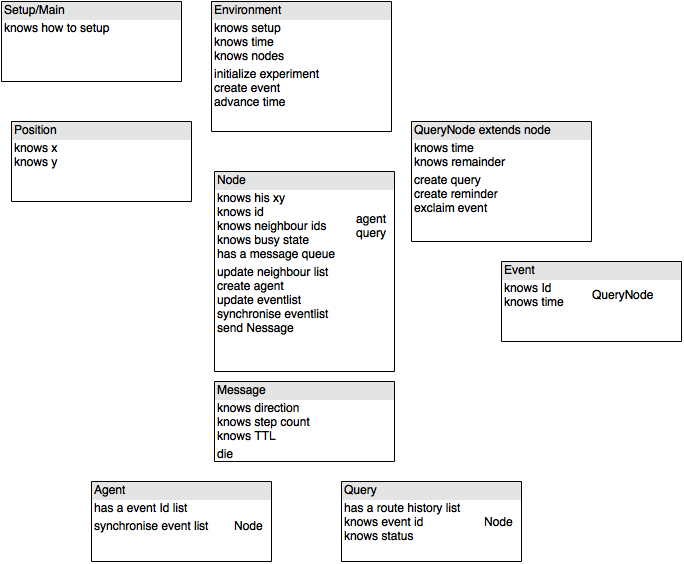 Setup/Main
knows how to setup
Environment
knows setup
knows time
knows nodes
initialize experiment
create event
advance time
Position
knows x
knows y
QueryNode extends node
knows time
knows remainder
create query
create reminder
exclaim event
Node
knows his xy
knows id
knows neighbour ids
knows busy state
has a message queue
agent
query
update neighbour list
create agent
update eventlist
synchronise eventlist
send Nessage
Event
knows Id
knows time
QueryNode
Message
knows direction
knows step count
knows TTL
die
Agent
has a event Id list
synchronise event list
Node
Query
has a route history list
knows event id
knows status
Node